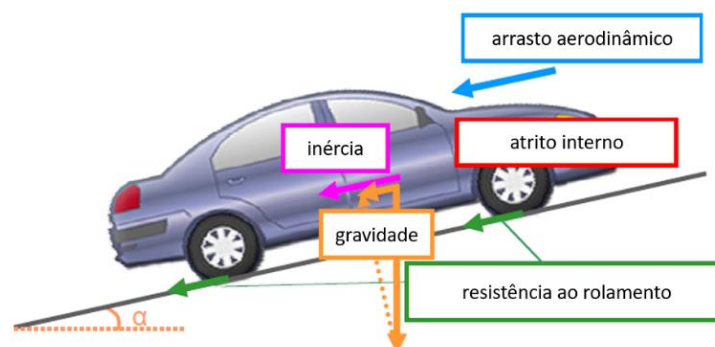 arrasto aerodinâmico
inércia
atrito interno
gravidade
resistência ao rolamento
α